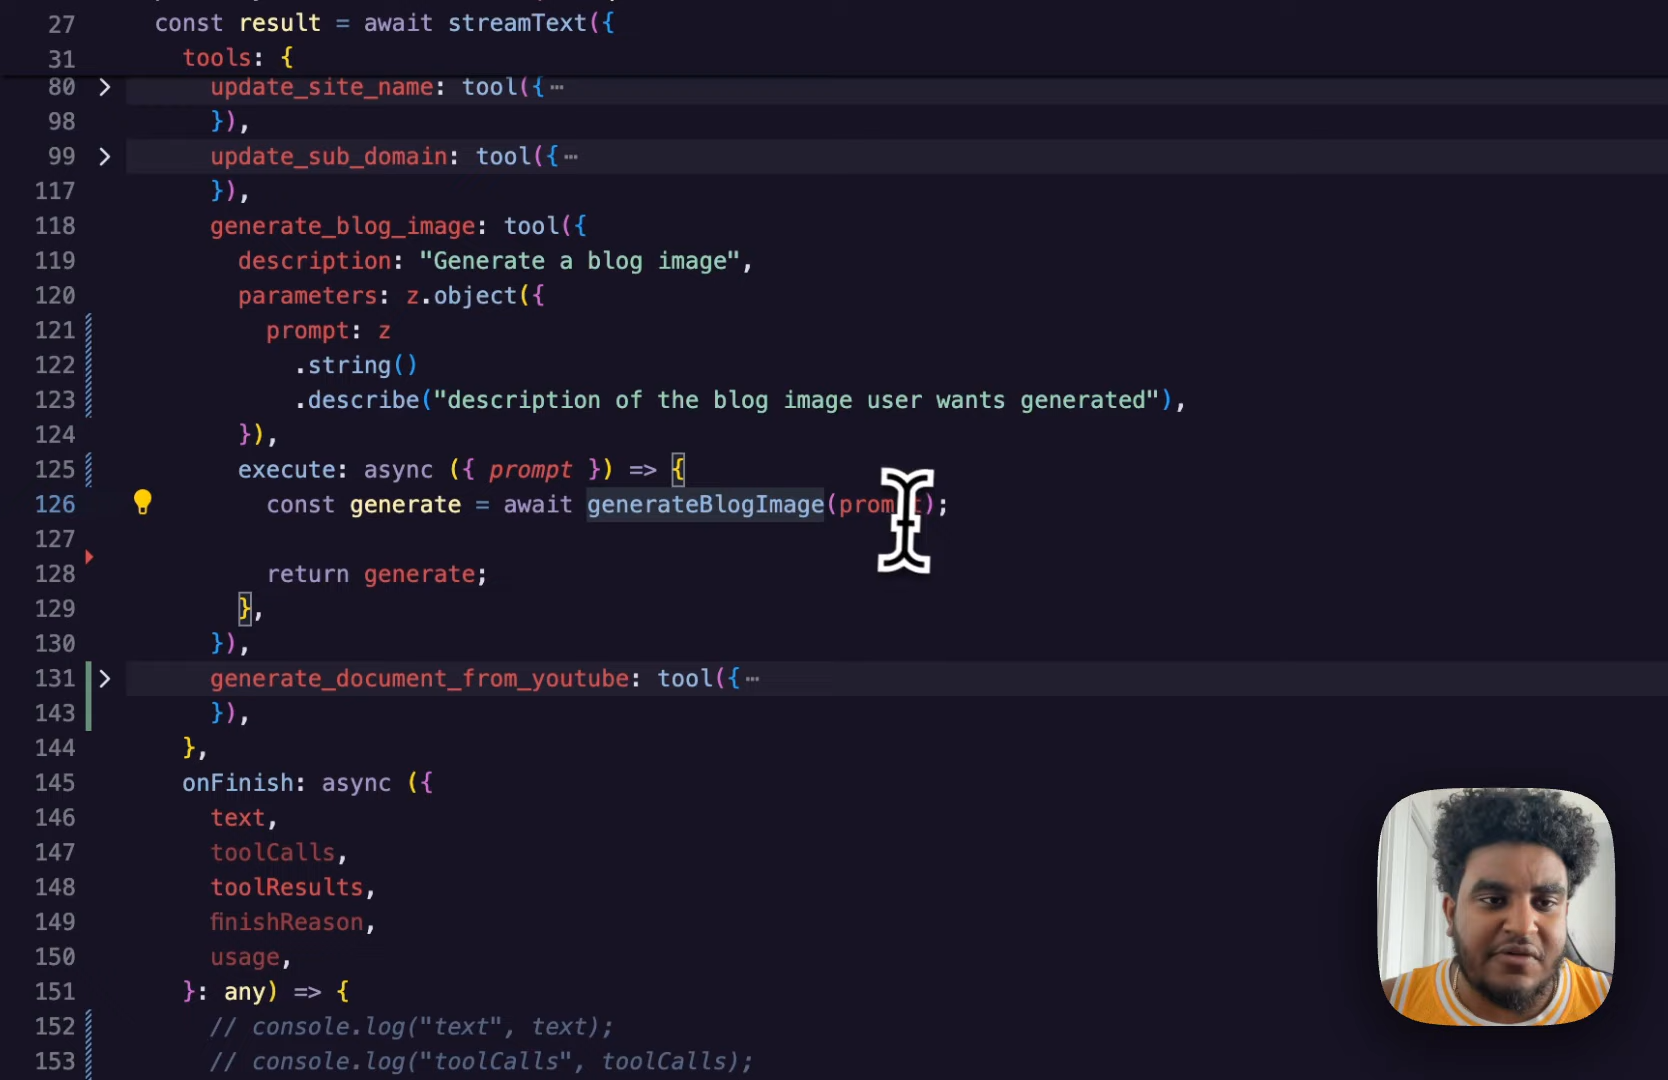 27 const result = await streamText({
31 tools: {
80 update_site_name: tool({ ⋯
98 }),
99 update_sub_domain: tool({ ⋯
117 }),
118 generate_blog_image: tool({
119 description: "Generate a blog image",
120 parameters: z.object({
121 prompt: z
122 .string()
123 .describe("description of the blog image user wants generated"),
124 }),
125 execute: async ({ prompt }) => {
126 const generate = await generateBlogImage(prompt);
127
128 return generate;
129 },
130 }),
131 generate_document_from_youtube: tool({ ⋯
143 }),
144 },
145 onFinish: async ({
146 text,
147 toolCalls,
148 toolResults,
149 finishReason,
150 usage,
151 }: any) => {
152 // console.log("text", text);
153 // console.log("toolCalls", toolCalls);